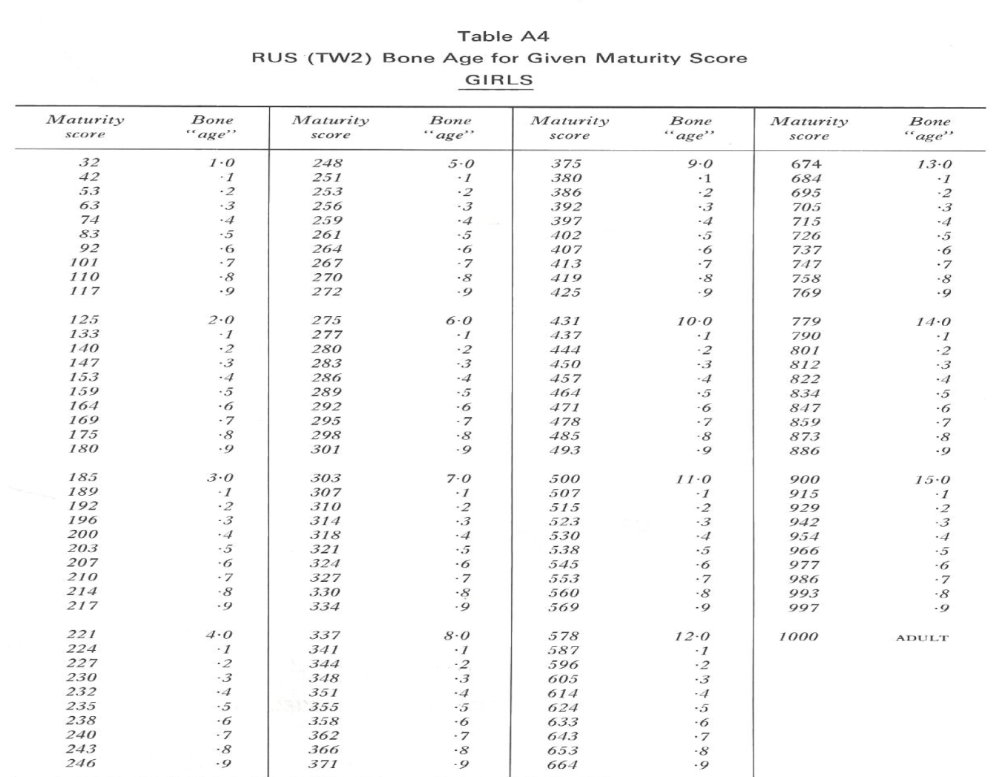 Table A4
RUS (TW2) Bone Age for Given Maturity Score
GIRLS
Maturity Bone Maturity Bone Maturity Bone Maturity Bone
score “age” score “age” score “age” score “age”
32 1·0 248 5·0 375 9·0 674 13·0
42 ·1 251 ·1 380 ·1 684 ·1
53 ·2 253 ·2 386 ·2 695 ·2
63 ·3 256 ·3 392 ·3 705 ·3
74 ·4 259 ·4 397 ·4 715 ·4
83 ·5 261 ·5 402 ·5 726 ·5
92 ·6 264 ·6 407 ·6 737 ·6
101 ·7 267 ·7 413 ·7 747 ·7
110 ·8 270 ·8 419 ·8 758 ·8
117 ·9 272 ·9 425 ·9 769 ·9
125 2·0 275 6·0 431 10·0 779 14·0
133 ·1 277 ·1 437 ·1 790 ·1
140 ·2 280 ·2 444 ·2 801 ·2
147 ·3 283 ·3 450 ·3 812 ·3
153 ·4 286 ·4 457 ·4 822 ·4
159 ·5 289 ·5 464 ·5 834 ·5
164 ·6 292 ·6 471 ·6 847 ·6
169 ·7 295 ·7 478 ·7 859 ·7
175 ·8 298 ·8 485 ·8 873 ·8
180 ·9 301 ·9 493 ·9 886 ·9
185 3·0 303 7·0 500 11·0 900 15·0
189 ·1 307 ·1 507 ·1 915 ·1
192 ·2 310 ·2 515 ·2 929 ·2
196 ·3 314 ·3 523 ·3 942 ·3
200 ·4 318 ·4 530 ·4 954 ·4
203 ·5 321 ·5 538 ·5 966 ·5
207 ·6 324 ·6 545 ·6 977 ·6
210 ·7 327 ·7 553 ·7 986 ·7
214 ·8 330 ·8 560 ·8 993 ·8
217 ·9 334 ·9 569 ·9 997 ·9
221 4·0 337 8·0 578 12·0 1000 ADULT
224 ·1 341 ·1 587 ·1
227 ·2 344 ·2 596 ·2
230 ·3 348 ·3 605 ·3
232 ·4 351 ·4 614 ·4
235 ·5 355 ·5 624 ·5
238 ·6 358 ·6 633 ·6
240 ·7 362 ·7 643 ·7
243 ·8 366 ·8 653 ·8
246 ·9 371 ·9 664 ·9